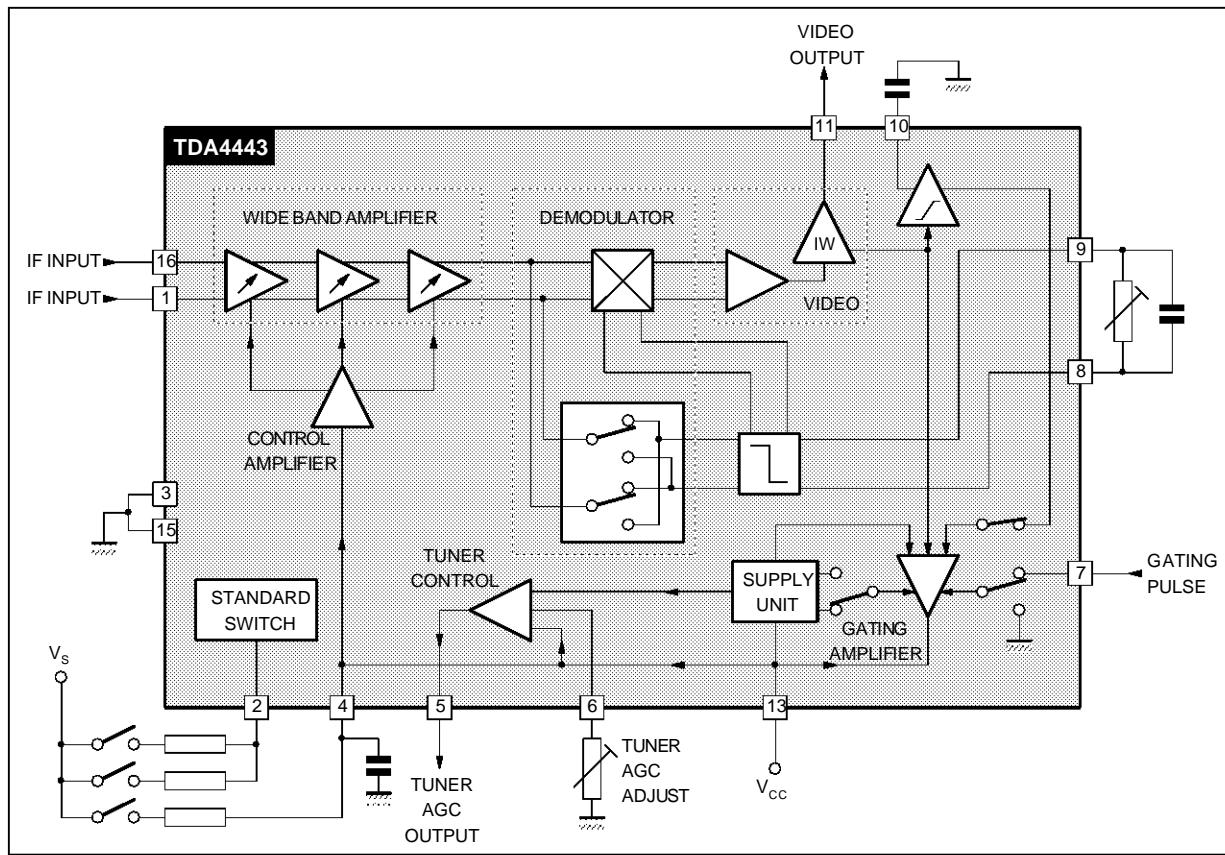 VIDEO
OUTPUT
11
10
TDA4443
WIDE BAND AMPLIFIER
DEMODULATOR
IW
VIDEO
IF INPUT
16
IF INPUT
1
9
8
CONTROL
AMPLIFIER
3
15
TUNER
CONTROL
STANDARD
SWITCH
SUPPLY
UNIT
GATING
AMPLIFIER
7
GATING
PULSE
VS
2
4
5
6
13
TUNER
AGC
OUTPUT
TUNER
AGC
ADJUST
VCC